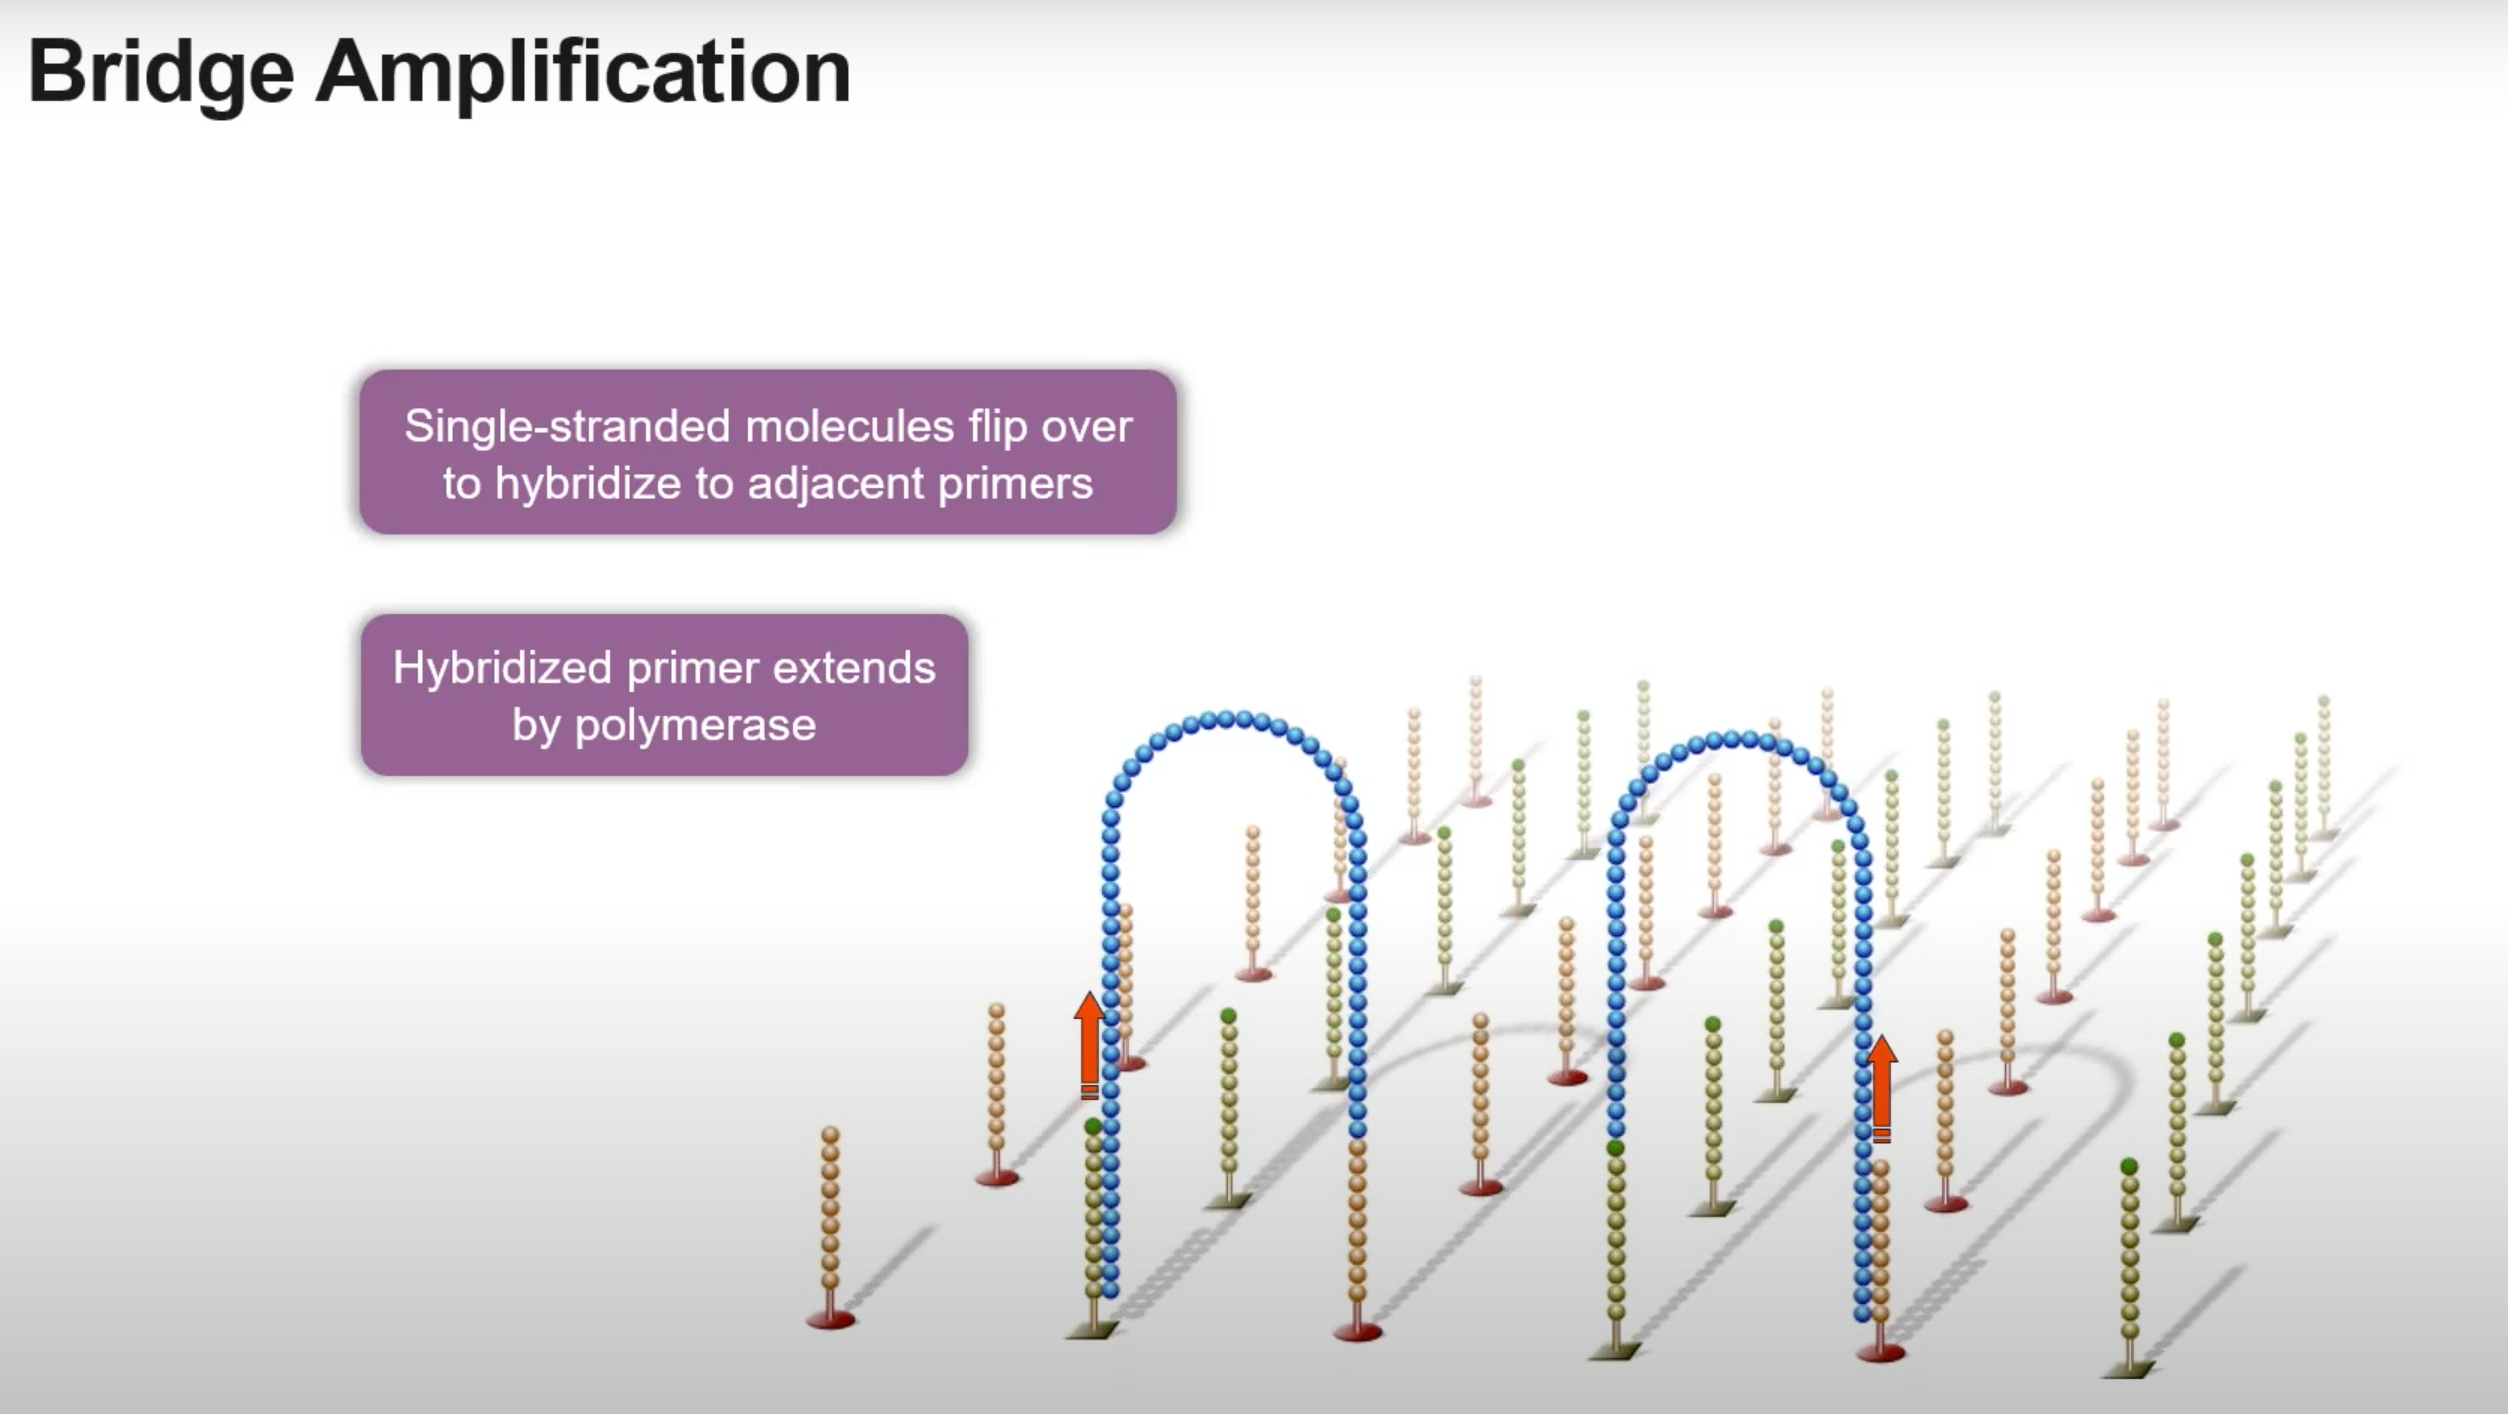 Bridge Amplification
Single-stranded molecules flip over
to hybridize to adjacent primers
Hybridized primer extends
by polymerase